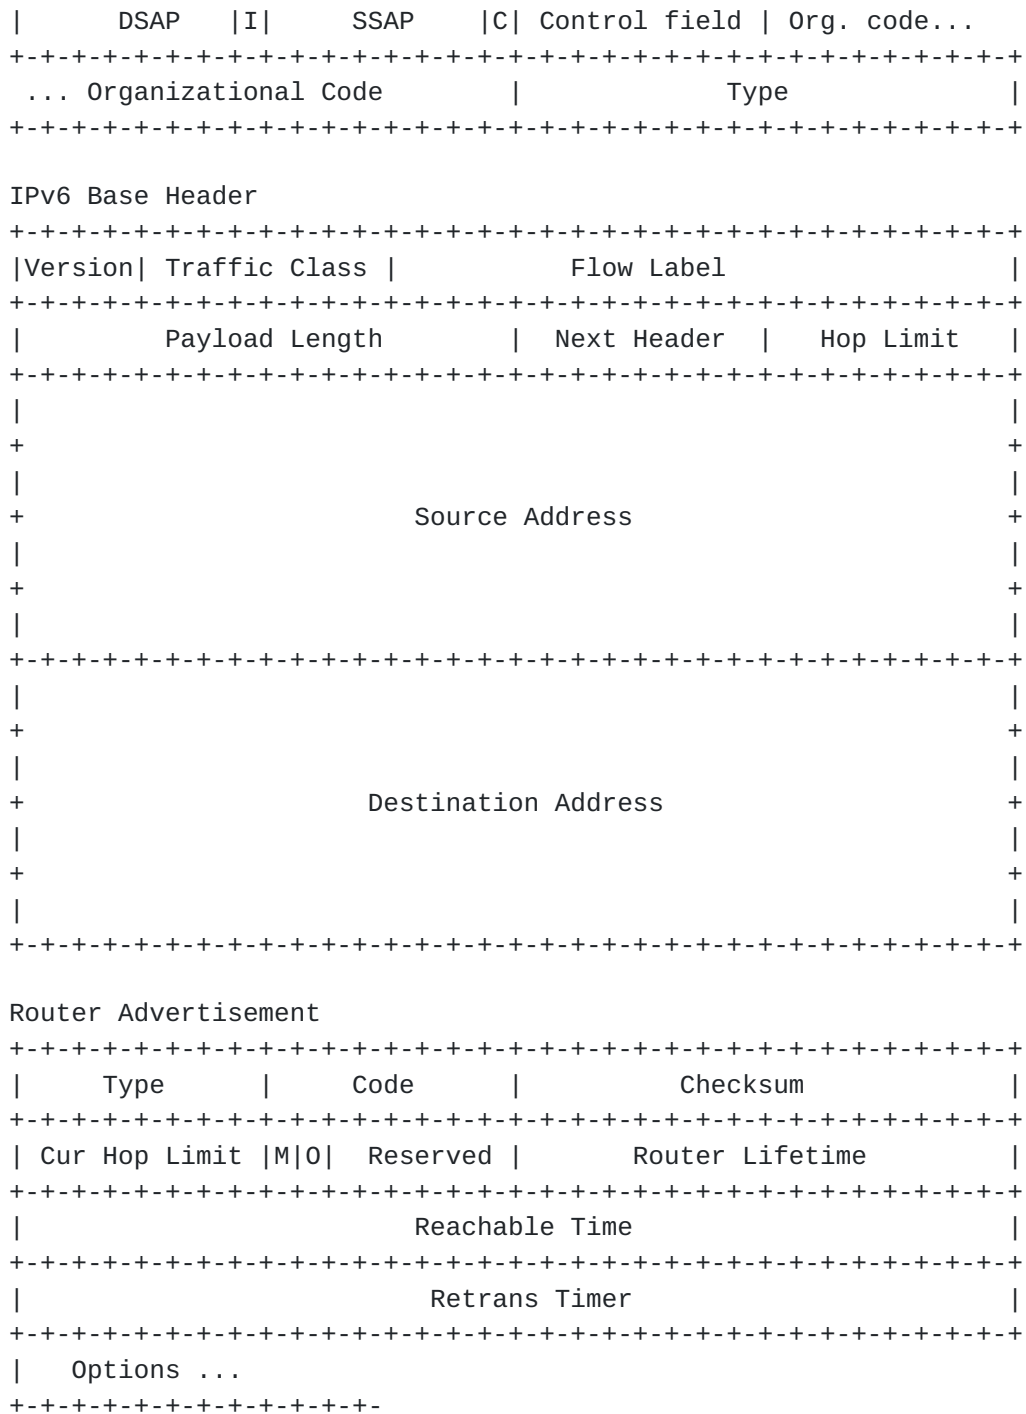 |      DSAP   |I|     SSAP    |C| Control field | Org. code...
+-+-+-+-+-+-+-+-+-+-+-+-+-+-+-+-+-+-+-+-+-+-+-+-+-+-+-+-+-+-+-+-+
 ... Organizational Code        |             Type              |
+-+-+-+-+-+-+-+-+-+-+-+-+-+-+-+-+-+-+-+-+-+-+-+-+-+-+-+-+-+-+-+-+

IPv6 Base Header
+-+-+-+-+-+-+-+-+-+-+-+-+-+-+-+-+-+-+-+-+-+-+-+-+-+-+-+-+-+-+-+-+
|Version| Traffic Class |           Flow Label                  |
+-+-+-+-+-+-+-+-+-+-+-+-+-+-+-+-+-+-+-+-+-+-+-+-+-+-+-+-+-+-+-+-+
|         Payload Length        |  Next Header  |   Hop Limit   |
+-+-+-+-+-+-+-+-+-+-+-+-+-+-+-+-+-+-+-+-+-+-+-+-+-+-+-+-+-+-+-+-+
|                                                               |
+                                                               +
|                                                               |
+                         Source Address                        +
|                                                               |
+                                                               +
|                                                               |
+-+-+-+-+-+-+-+-+-+-+-+-+-+-+-+-+-+-+-+-+-+-+-+-+-+-+-+-+-+-+-+-+
|                                                               |
+                                                               +
|                                                               |
+                      Destination Address                      +
|                                                               |
+                                                               +
|                                                               |
+-+-+-+-+-+-+-+-+-+-+-+-+-+-+-+-+-+-+-+-+-+-+-+-+-+-+-+-+-+-+-+-+

Router Advertisement
+-+-+-+-+-+-+-+-+-+-+-+-+-+-+-+-+-+-+-+-+-+-+-+-+-+-+-+-+-+-+-+-+
|     Type      |     Code      |          Checksum             |
+-+-+-+-+-+-+-+-+-+-+-+-+-+-+-+-+-+-+-+-+-+-+-+-+-+-+-+-+-+-+-+-+
| Cur Hop Limit |M|O|  Reserved |       Router Lifetime         |
+-+-+-+-+-+-+-+-+-+-+-+-+-+-+-+-+-+-+-+-+-+-+-+-+-+-+-+-+-+-+-+-+
|                         Reachable Time                        |
+-+-+-+-+-+-+-+-+-+-+-+-+-+-+-+-+-+-+-+-+-+-+-+-+-+-+-+-+-+-+-+-+
|                          Retrans Timer                        |
+-+-+-+-+-+-+-+-+-+-+-+-+-+-+-+-+-+-+-+-+-+-+-+-+-+-+-+-+-+-+-+-+
|   Options ...
+-+-+-+-+-+-+-+-+-+-+-+-